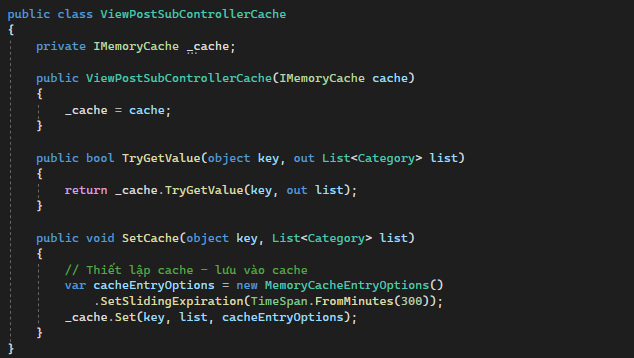 public class ViewPostSubControllerCache
{
private IMemoryCache _cache;
public ViewPostSubControllerCache(IMemoryCache cache)
{
_cache = cache;
}
public bool TryGetValue(object key, out List<Category> list)
{
return _cache.TryGetValue(key, out list);
}
public void SetCache(object key, List<Category> list)
{
// Thiết lập cache - lưu vào cache
var cacheEntryOptions = new MemoryCacheEntryOptions()
.SetSlidingExpiration(TimeSpan.FromMinutes(300));
_cache.Set(key, list, cacheEntryOptions);
}
}